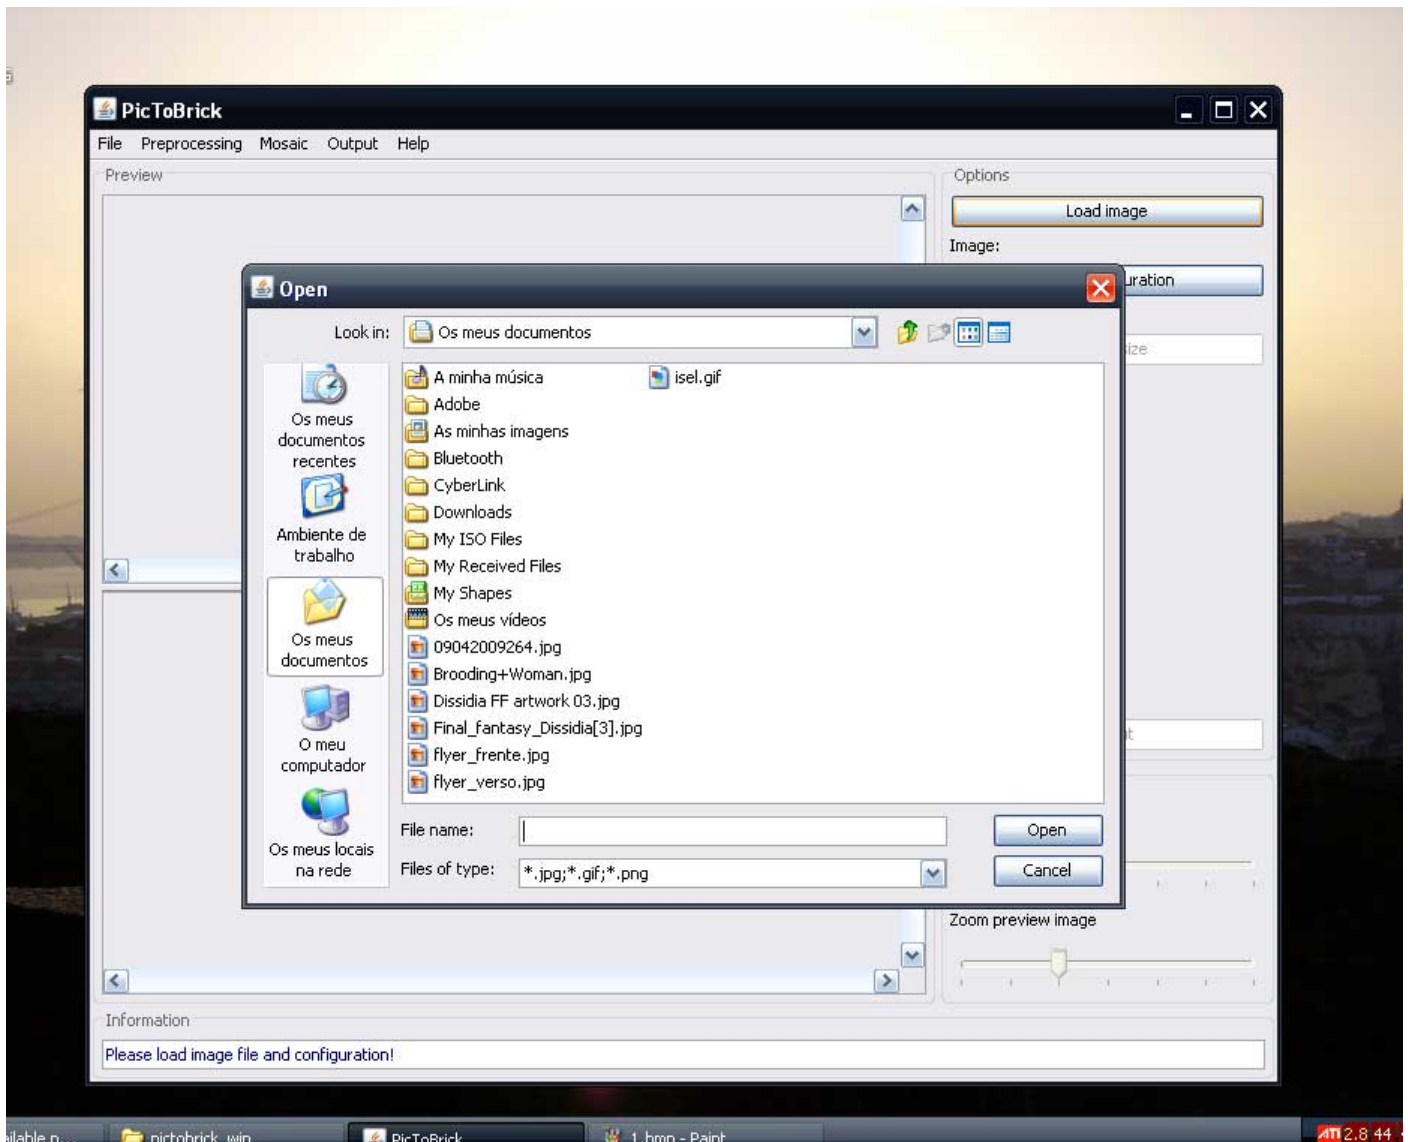 PicToBrick
File Preprocessing Mosaic Output Help
Preview
Options
Load image
Image:
Open
Look in:
Os meus documentos
Os meus
documentos
recentes
Ambiente de
trabalho
Os meus
documentos
O meu
computador
Os meus locais
na rede
A minha música
Adobe
As minhas imagens
Bluetooth
CyberLink
Downloads
My ISO Files
My Received Files
My Shapes
Os meus vídeos
09042009264.jpg
Brooding+Woman.jpg
Dissidia FF artwork 03.jpg
Final_fantasy_Dissidia[3].jpg
flyer_frente.jpg
flyer_verso.jpg
isel.gif
File name:
Open
Files of type:
*.jpg;*.gif;*.png
Cancel
Zoom preview image
Information
Please load image file and configuration!
pictobrick_win
PicToBrick
1.bmp - Paint
ATI 2.8 44